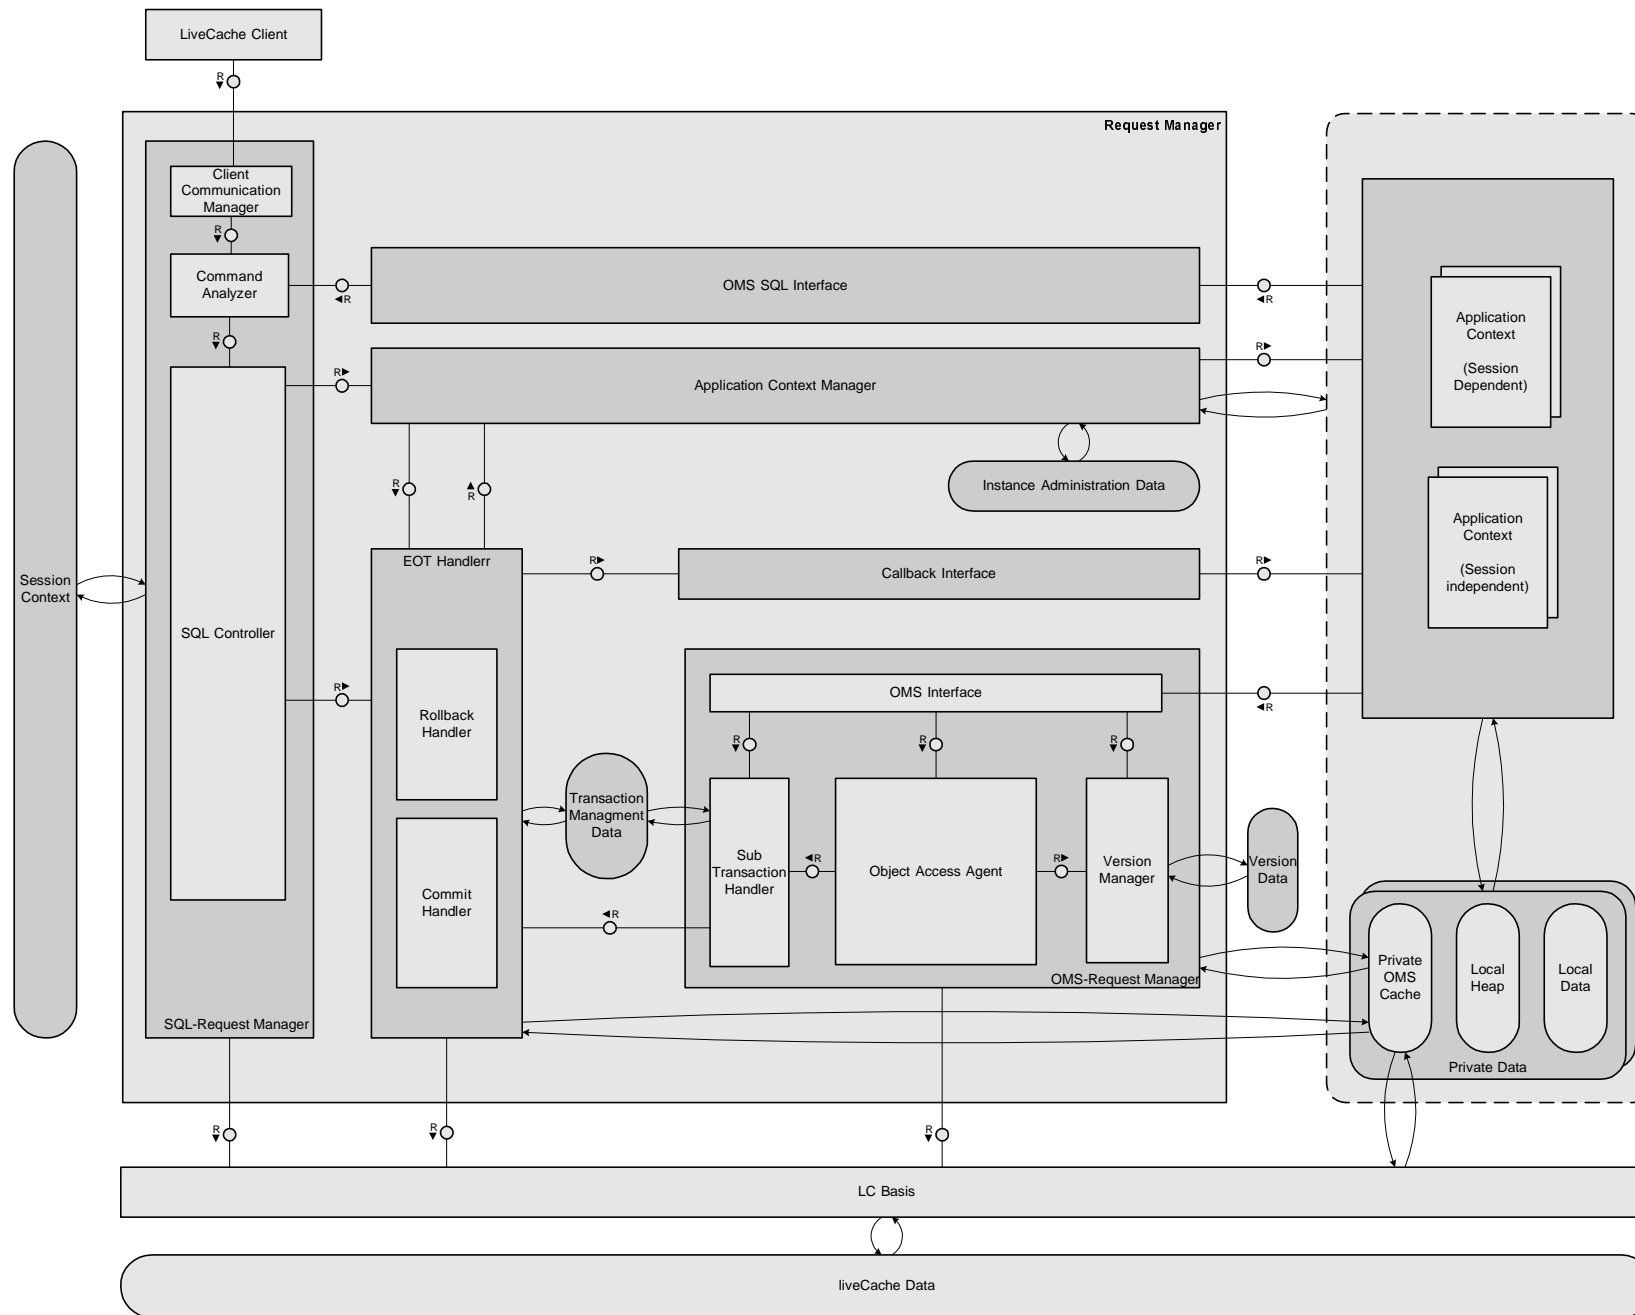 LiveCache Client
R
Request Manager
Client
Communication
Manager
R
Command
Analyzer
R
OMS SQL Interface
R
R
R
Application Context Manager
R
Application
Context
(Session
Dependent)
Instance Administration Data
R
R
Application
Context
(Session
independent)
EOT Handlerr
R
Callback Interface
R
Session
Context
SQL Controller
R
OMS Interface
R
Rollback
Handler
R
R
R
Transaction
Managment
Data
Sub
Transaction
Handler
R
Object Access Agent
R
Version
Manager
Version
Data
Commit
Handler
R
OMS-Request Manager
Private
OMS
Cache
Local
Heap
Local
Data
Private Data
SQL-Request Manager
R
R
R
LC Basis
liveCache Data